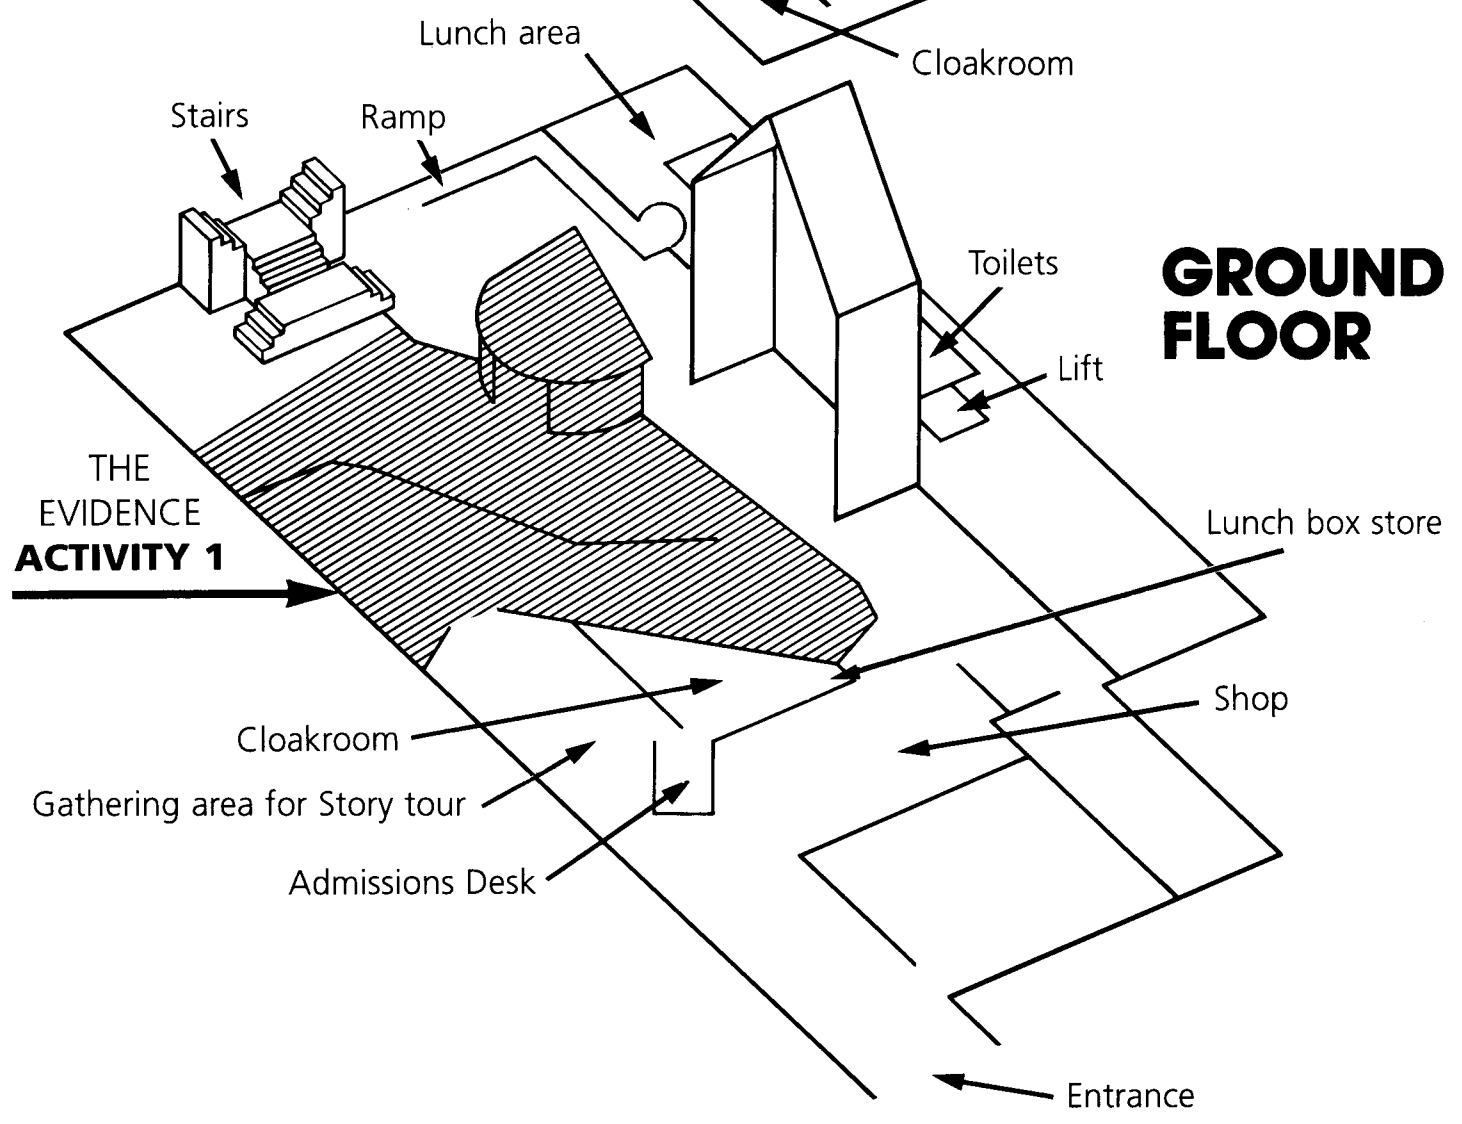 Lunch area
Cloakroom
Stairs
Ramp
Toilets
GROUND
FLOOR
Lift
THE
EVIDENCE
ACTIVITY 1
Lunch box store
Shop
Cloakroom
Gathering area for Story tour
Admissions Desk
Entrance